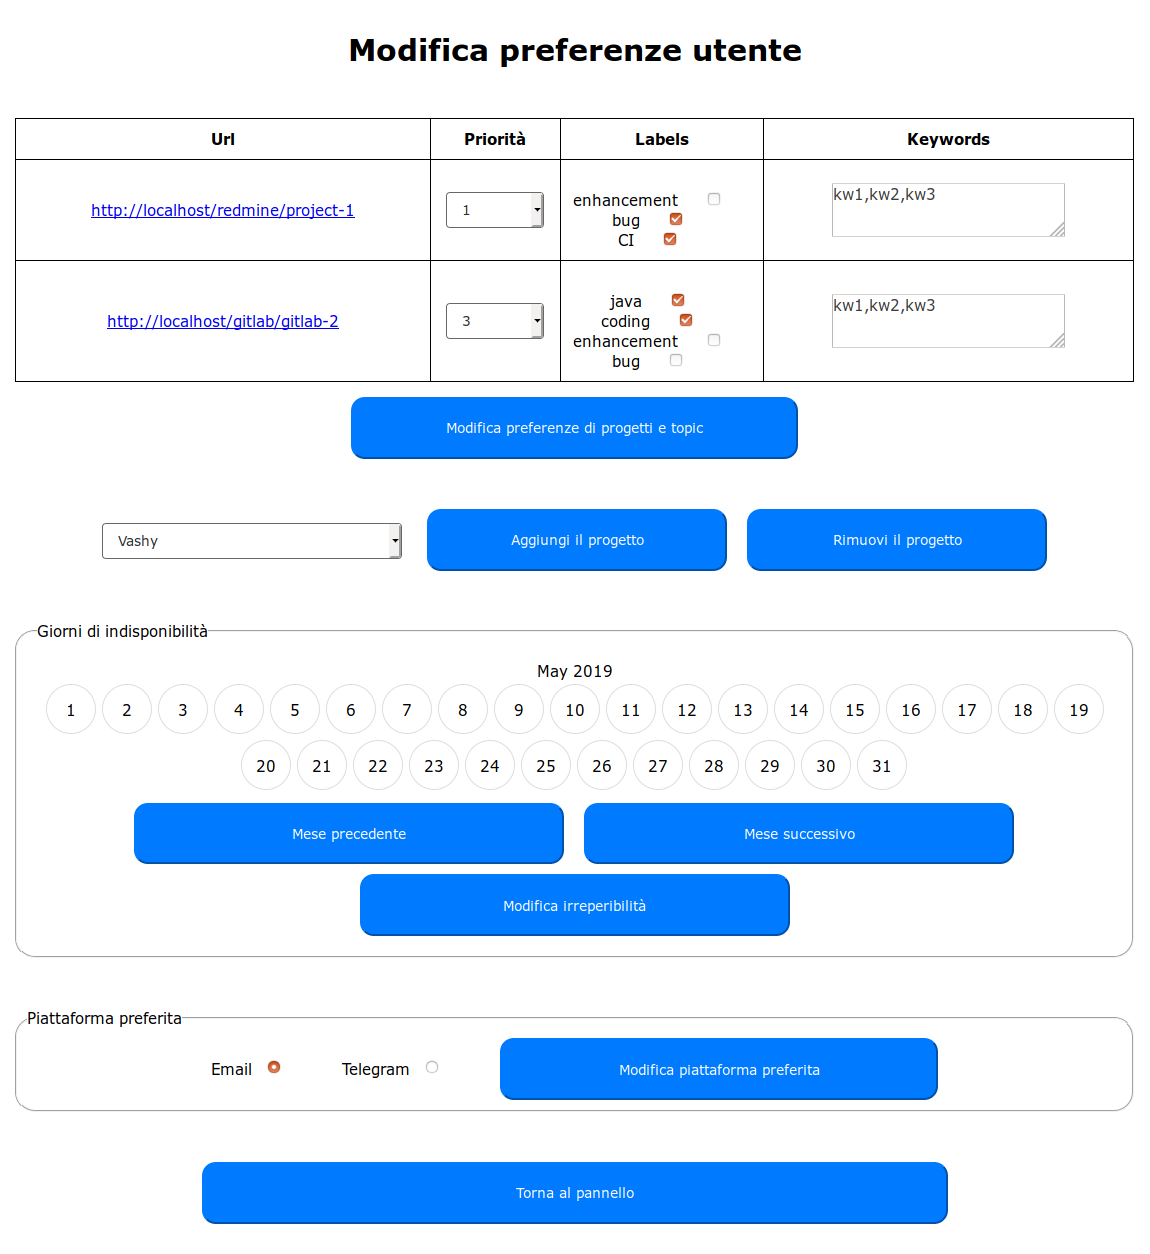 Modifica preferenze utente
Url Priorità Labels Keywords
http://localhost/redmine/project-1
1
enhancement
bug
CI
kw1,kw2,kw3
http://localhost/gitlab/gitlab-2
3
java
coding
enhancement
bug
kw1,kw2,kw3
Modifica preferenze di progetti e topic
Vashy Aggiungi il progetto Rimuovi il progetto
Giorni di indisponibilità
May 2019
1 2 3 4 5 6 7 8 9 10 11 12 13 14 15 16 17 18 19
20 21 22 23 24 25 26 27 28 29 30 31
Mese precedente Mese successivo
Modifica irreperibilità
Piattaforma preferita
Email Telegram Modifica piattaforma preferita
Torna al pannello